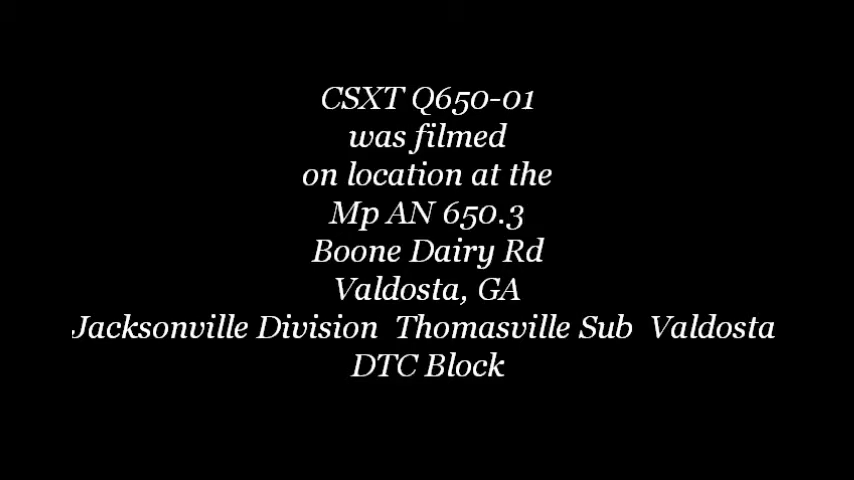 CSXT Q650-01
was filmed
on location at the
Mp AN 650.3
Boone Dairy Rd
Valdosta, GA
Jacksonville Division  Thomasville Sub  Valdosta
DTC Block